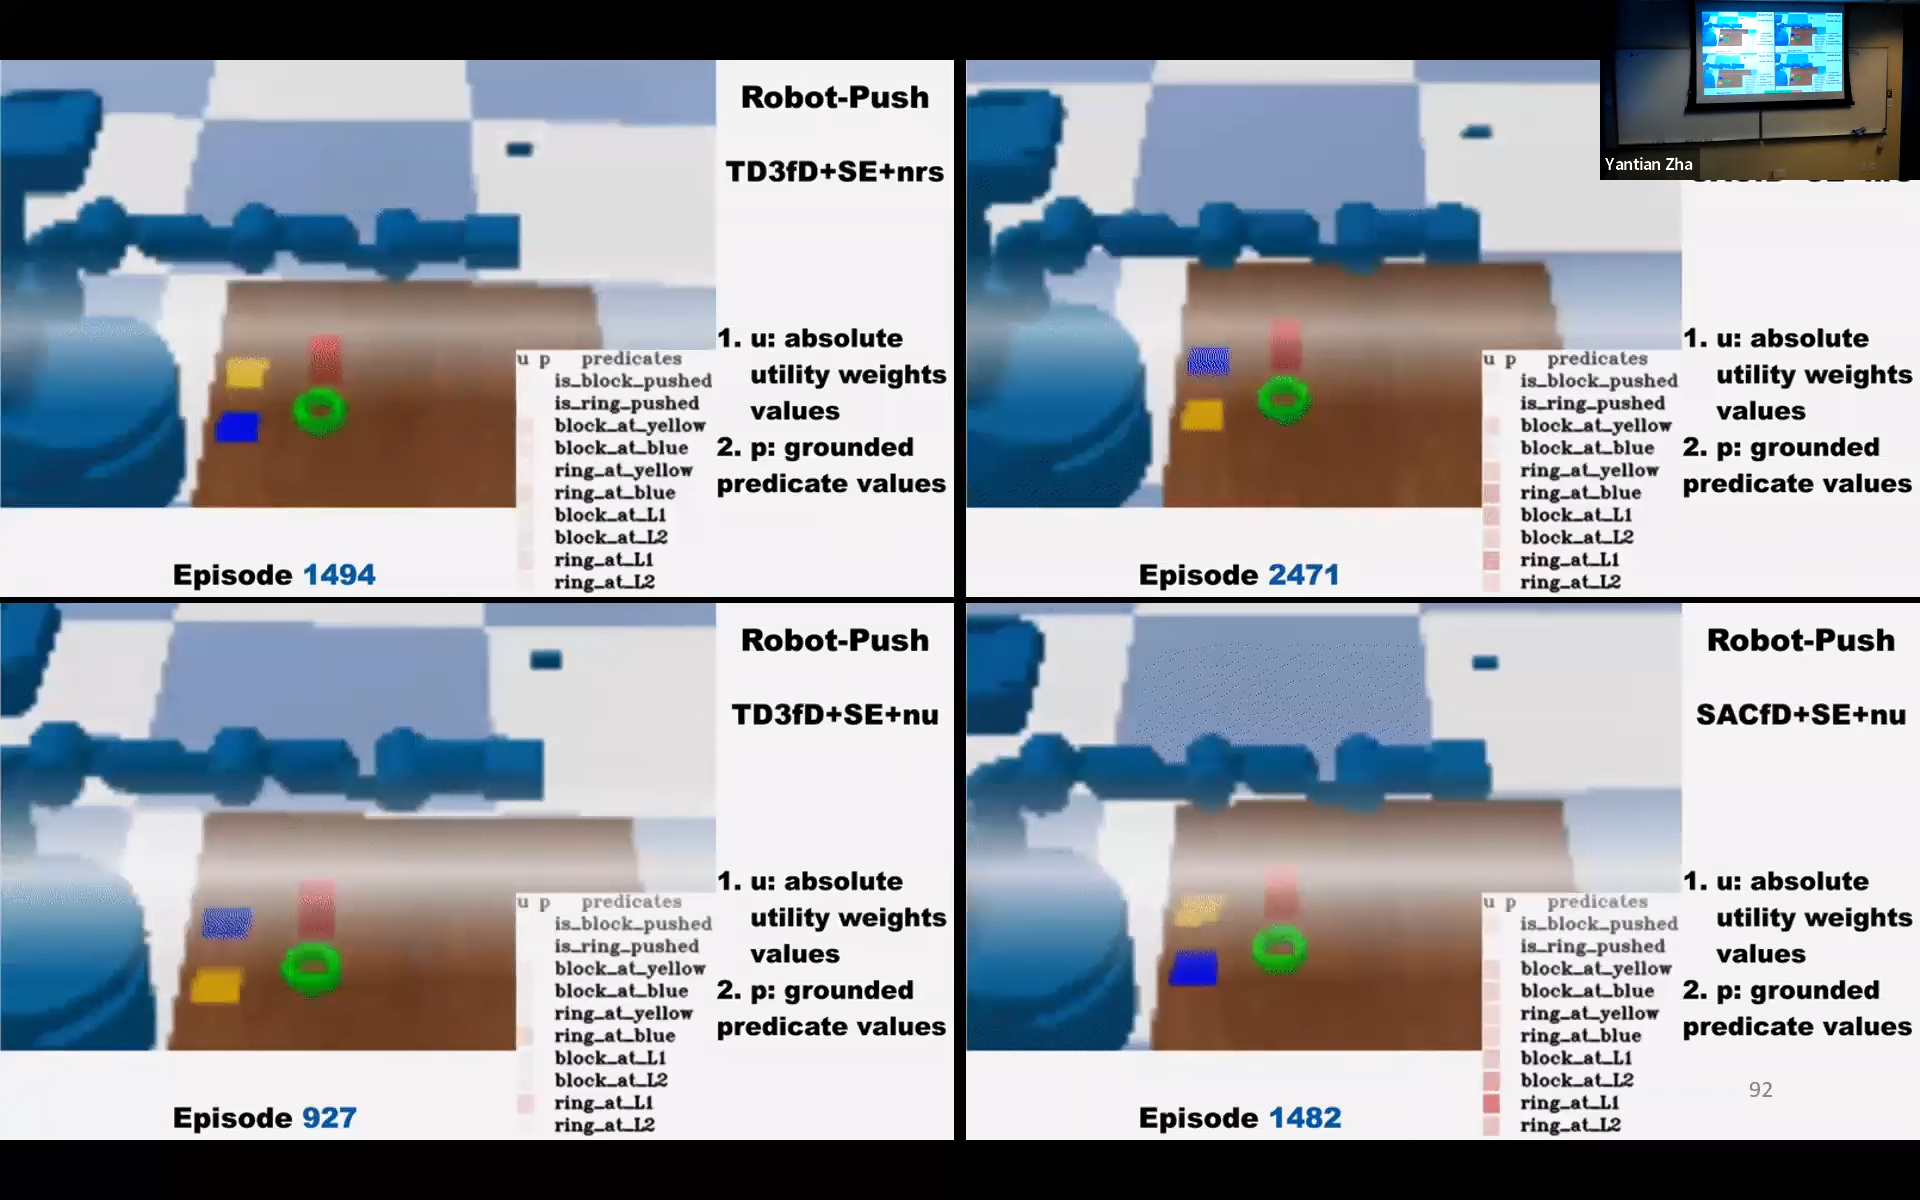 Robot-Push
TD3fD+SE+nrs
1. u: absolute
utility weights
values
2. p: grounded
predicate values
u p predicates
is_block_pushed
is_ring_pushed
block_at_yellow
block_at_blue
ring_at_yellow
ring_at_blue
block_at_L1
block_at_L2
ring_at_L1
ring_at_L2
Episode 1494
Yantian Zha
1. u: absolute
utility weights
values
2. p: grounded
predicate values
u p predicates
is_block_pushed
is_ring_pushed
block_at_yellow
block_at_blue
ring_at_yellow
ring_at_blue
block_at_L1
block_at_L2
ring_at_L1
ring_at_L2
Episode 2471
Robot-Push
TD3fD+SE+nu
1. u: absolute
utility weights
values
2. p: grounded
predicate values
u p predicates
is_block_pushed
is_ring_pushed
block_at_yellow
block_at_blue
ring_at_yellow
ring_at_blue
block_at_L1
block_at_L2
ring_at_L1
ring_at_L2
Episode 927
Robot-Push
SACfD+SE+nu
1. u: absolute
utility weights
values
2. p: grounded
predicate values
u p predicates
is_block_pushed
is_ring_pushed
block_at_yellow
block_at_blue
ring_at_yellow
ring_at_blue
block_at_L1
block_at_L2
ring_at_L1
ring_at_L2
Episode 1482
92